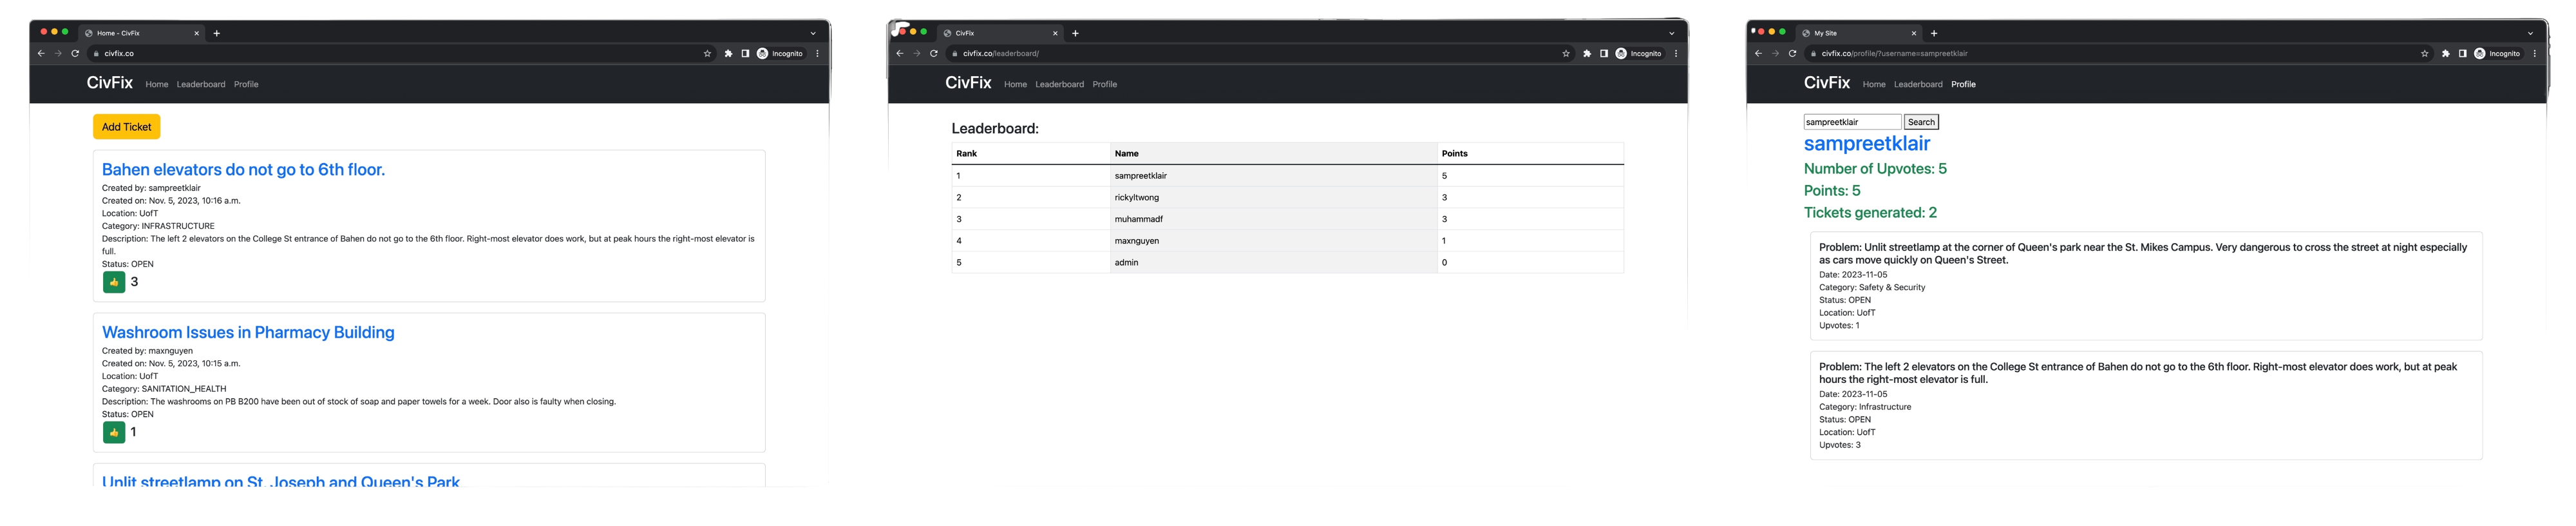 Home - CivFix
civfix.co
Incognito
CivFix Home Leaderboard Profile
Add Ticket
Bahen elevators do not go to 6th floor.
Created by: sampreetklair
Created on: Nov. 5, 2023, 10:16 a.m.
Location: UofT
Category: INFRASTRUCTURE
Description: The left 2 elevators on the College St entrance of Bahen do not go to the 6th floor. Right-most elevator does work, but at peak hours the right-most elevator is
full.
Status: OPEN
👍 3
Washroom Issues in Pharmacy Building
Created by: maxnguyen
Created on: Nov. 5, 2023, 10:15 a.m.
Location: UofT
Category: SANITATION_HEALTH
Description: The washrooms on PB B200 have been out of stock of soap and paper towels for a week. Door also is faulty when closing.
Status: OPEN
👍 1
Unlit streetlamp on St. Joseph and Queen's Park
CivFix
civfix.co/leaderboard/
Incognito
CivFix Home Leaderboard Profile
Leaderboard:
Rank Name Points
1 sampreetklair 5
2 rickyltwong 3
3 muhammadf 3
4 maxnguyen 1
5 admin 0
My Site
civfix.co/profile/?username=sampreetklair
Incognito
CivFix Home Leaderboard Profile
sampreetklair Search
sampreetklair
Number of Upvotes: 5
Points: 5
Tickets generated: 2
Problem: Unlit streetlamp at the corner of Queen's park near the St. Mikes Campus. Very dangerous to cross the street at night especially
as cars move quickly on Queen's Street.
Date: 2023-11-05
Category: Safety & Security
Status: OPEN
Location: UofT
Upvotes: 1
Problem: The left 2 elevators on the College St entrance of Bahen do not go to the 6th floor. Right-most elevator does work, but at peak
hours the right-most elevator is full.
Date: 2023-11-05
Category: Infrastructure
Status: OPEN
Location: UofT
Upvotes: 3